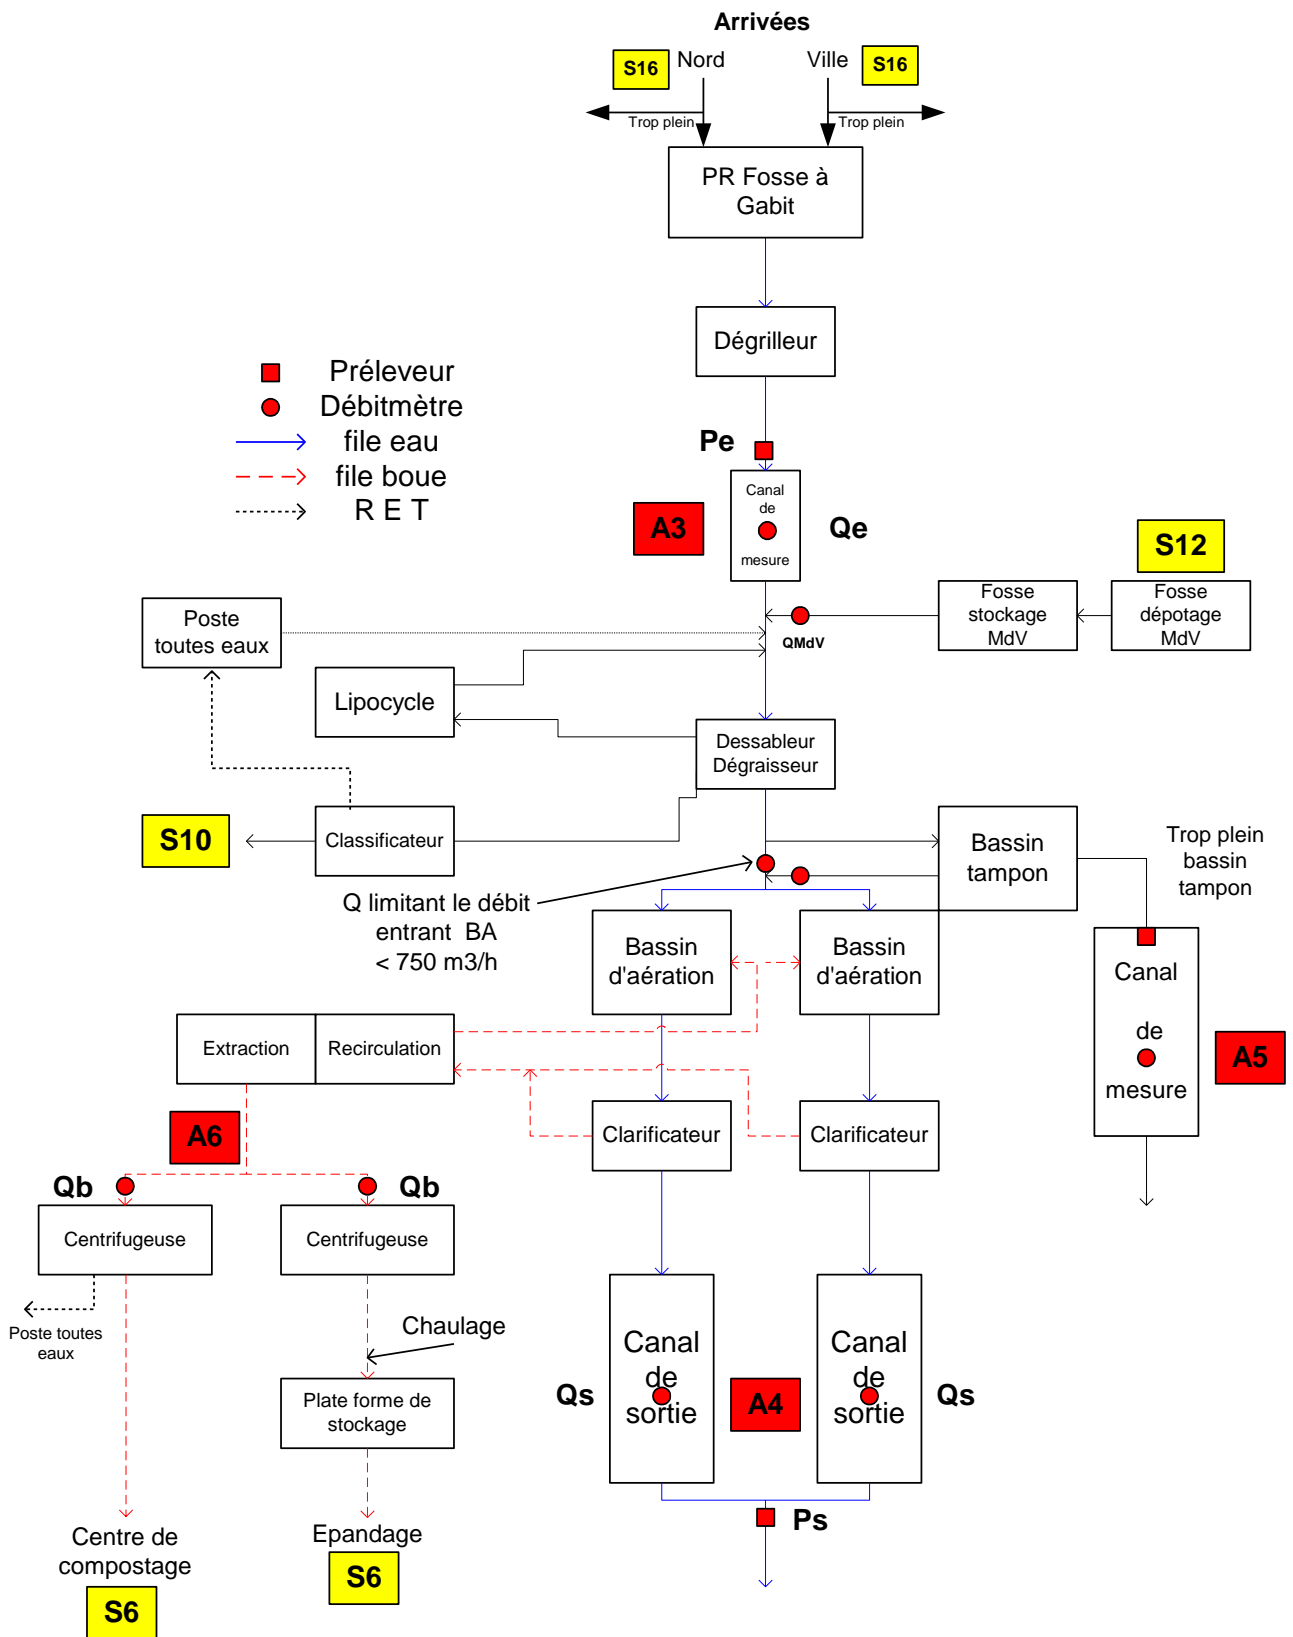 Arrivées
S16
Nord
Ville
S16
Trop plein
Trop plein
PR Fosse à
Gabit
Dégrilleur
Préleveur
Débitmètre
file eau
file boue
R E T
Pe
Canal
de
mesure
A3
Qe
S12
Fosse
stockage
MdV
Fosse
dépotage
MdV
QMdV
Poste
toutes eaux
Lipocycle
Dessableur
Dégraisseur
S10
Classificateur
Bassin
tampon
Trop plein
bassin
tampon
Q limitant le débit
entrant BA
< 750 m3/h
Bassin
d'aération
Bassin
d'aération
Canal
de
mesure
A5
Extraction
Recirculation
Clarificateur
Clarificateur
A6
Qb
Qb
Centrifugeuse
Centrifugeuse
Poste toutes
eaux
Chaulage
Plate forme de
stockage
Canal
de
sortie
Canal
de
sortie
Qs
A4
Qs
Ps
Centre de
compostage
S6
Epandage
S6